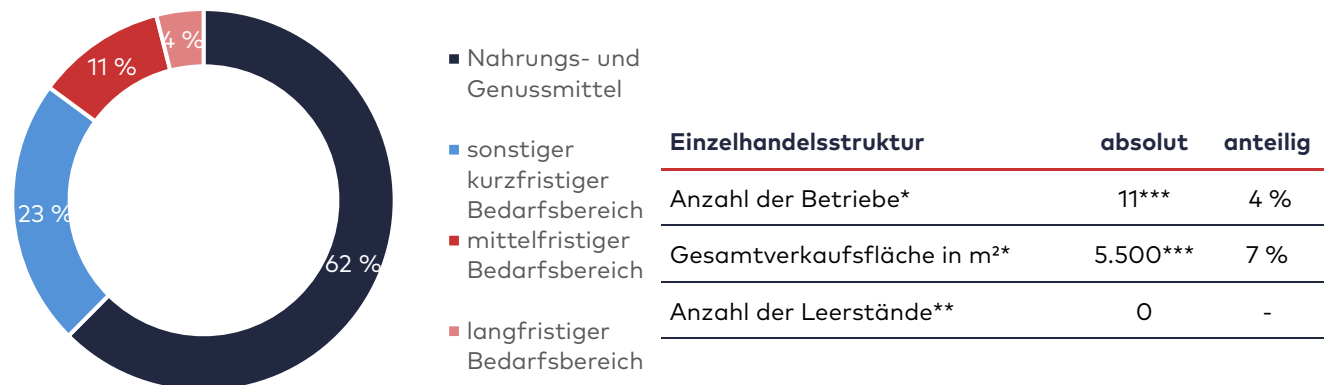 4 %
11 %
23 %
62 %
Nahrungs- und
Genussmittel
sonstiger
kurzfristiger
Bedarfsbereich
mittelfristiger
Bedarfsbereich
langfristiger
Bedarfsbereich
Einzelhandelsstruktur absolut anteilig
Anzahl der Betriebe* 11*** 4 %
Gesamtverkaufsfläche in m²* 5.500*** 7 %
Anzahl der Leerstände** 0 -